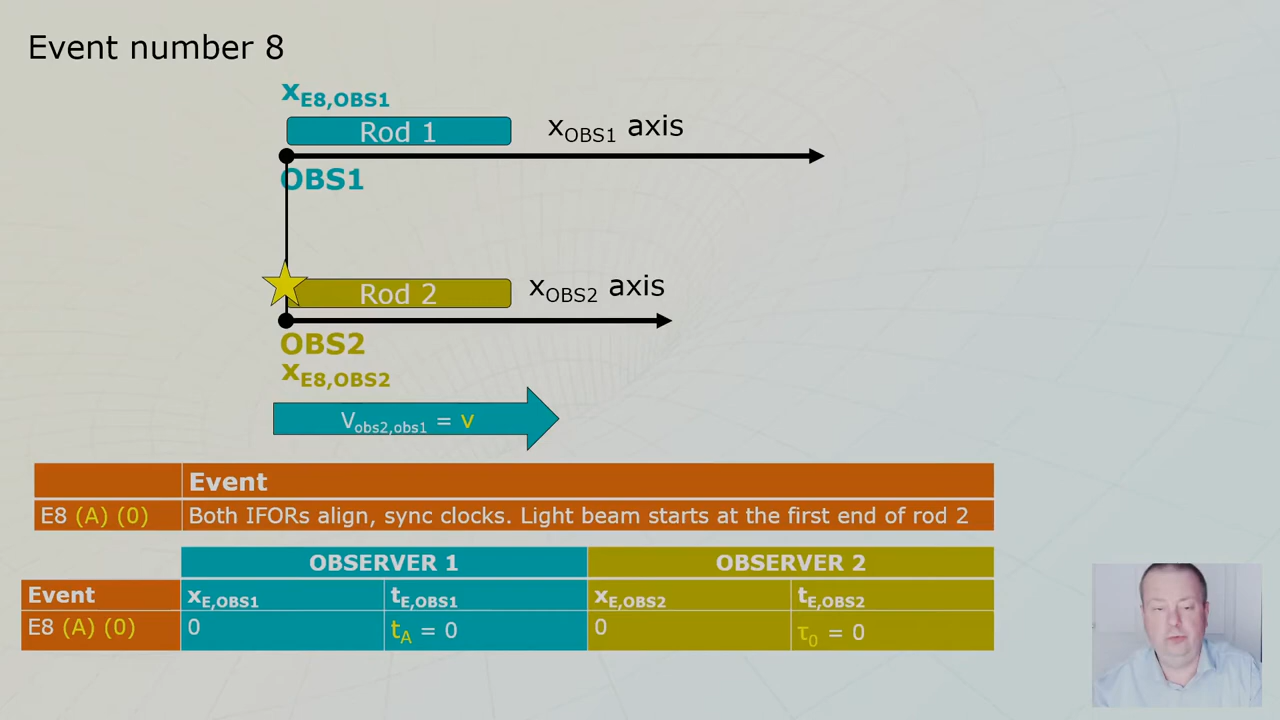 Event number 8
xE8,OBS1
Rod 1
xOBS1 axis
OBS1
Rod 2
xOBS2 axis
OBS2
xE8,OBS2
Vobs2,obs1 = v
Event
E8 (A) (0) Both IFORs align, sync clocks. Light beam starts at the first end of rod 2
OBSERVER 1 OBSERVER 2
Event xE,OBS1 tE,OBS1 xE,OBS2 tE,OBS2
E8 (A) (0) 0 tA = 0 0 τ0 = 0